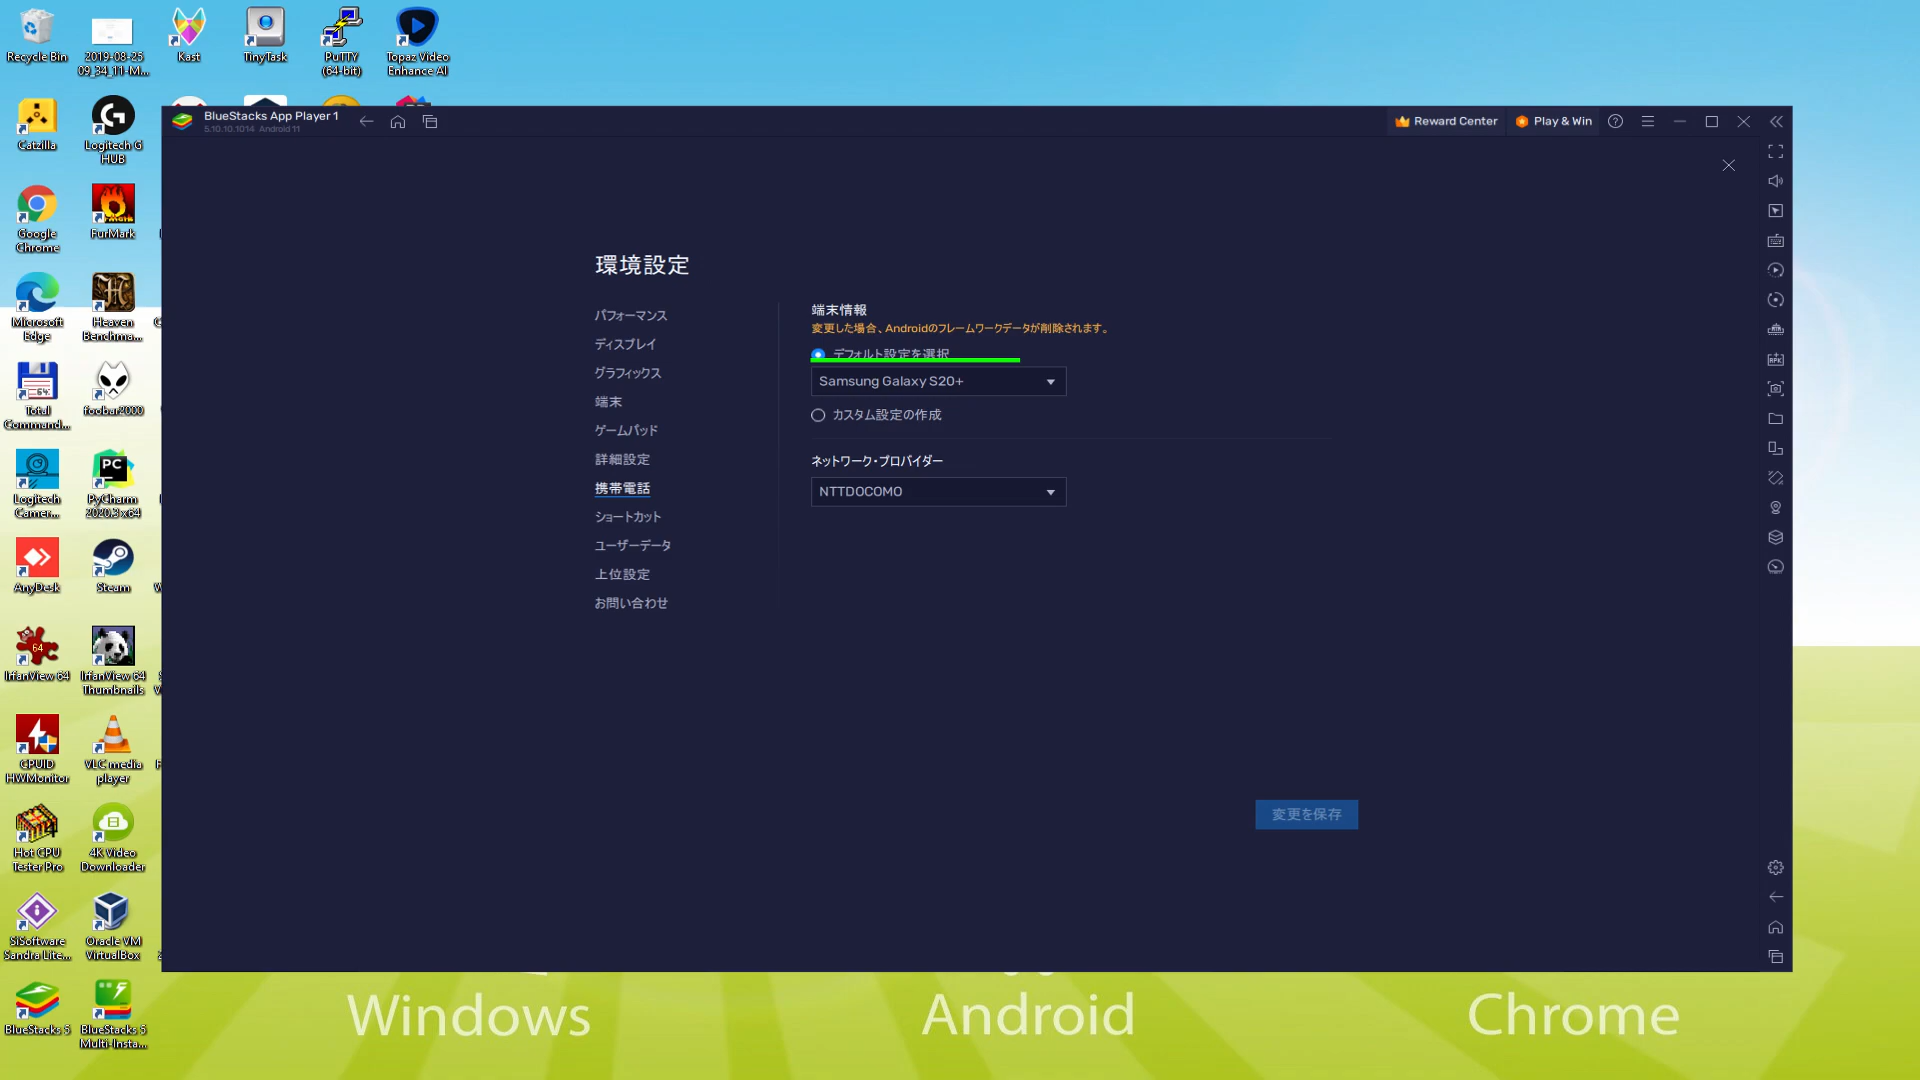 Recycle Bin
2019-08-25
09_34_11-M...
Kast
TinyTask
PuTTY
(64-bit)
Topaz Video
Enhance AI
Catzilla
Logitech G
HUB
Google
Chrome
FurMark
Microsoft
Edge
Heaven
Benchma...
Total
Command...
foobar2000
Logitech
Camer...
PyCharm
2020.3 x64
AnyDesk
Steam
IrfanView 64
IrfanView 64
Thumbnails
CPUID
HWMonitor
VLC media
player
Hot CPU
Tester Pro
4K Video
Downloader
SiSoftware
Sandra Lite...
Oracle VM
VirtualBox
BlueStacks 5
BlueStacks 5
Multi-Insta...
BlueStacks App Player 1
5.10.10.1014 Android 11
Reward Center
Play & Win
環境設定
パフォーマンス
ディスプレイ
グラフィックス
端末
ゲームパッド
詳細設定
携帯電話
ショートカット
ユーザーデータ
上位設定
お問い合わせ
端末情報
変更した場合、Androidのフレームワークデータが削除されます。
デフォルト設定を選択
Samsung Galaxy S20+
カスタム設定の作成
ネットワーク・プロバイダー
NTTDOCOMO
変更を保存
Windows
Android
Chrome